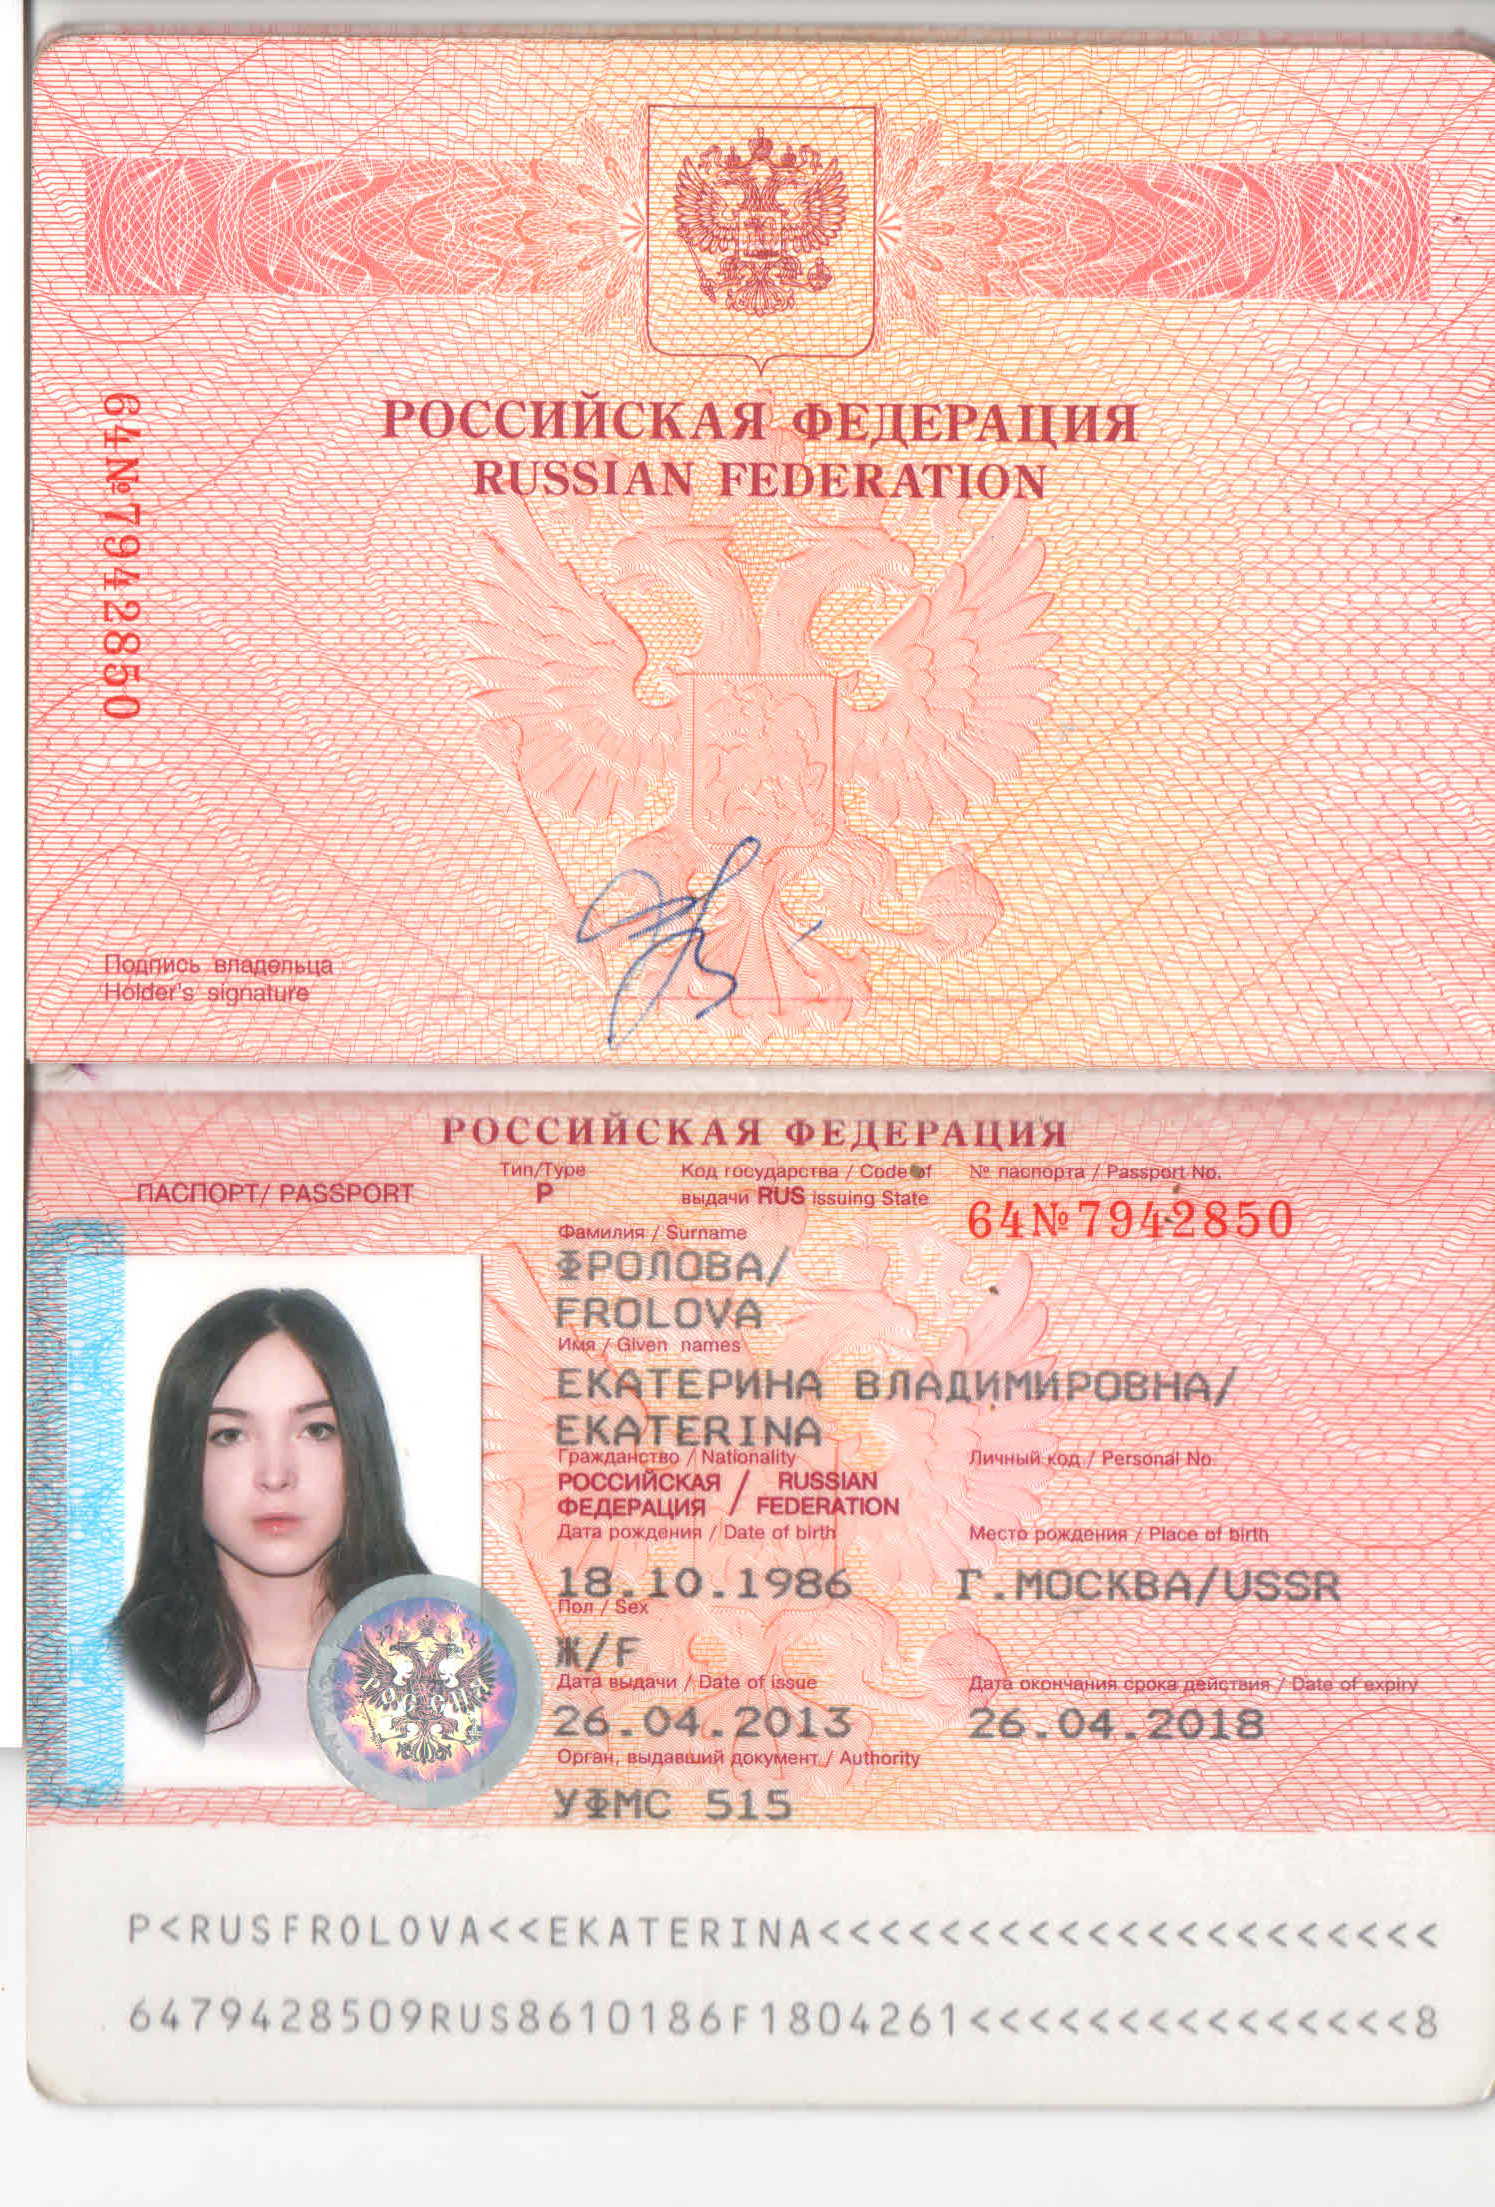 РОССИЙСКАЯ ФЕДЕРАЦИЯ
RUSSIAN FEDERATION
64№7942850
Подпись владельца
Holder's signature
РОССИЙСКАЯ ФЕДЕРАЦИЯ
ПАСПОРТ/ PASSPORT
Тип/Type
P
Код государства / Code of
выдачи RUS issuing State
№ паспорта / Passport No.
64№7942850
Фамилия / Surname
ФРОЛОВА/
FROLOVA
Имя / Given names
ЕКАТЕРИНА ВЛАДИМИРОВНА/
EKATERINA
Гражданство / Nationality
РОССИЙСКАЯ / RUSSIAN
ФЕДЕРАЦИЯ / FEDERATION
Личный код / Personal No.
Дата рождения / Date of birth
18.10.1986
Место рождения / Place of birth
Г.МОСКВА/USSR
Пол / Sex
Ж/F
Дата выдачи / Date of issue
26.04.2013
Дата окончания срока действия / Date of expiry
26.04.2018
Орган, выдавший документ / Authority
УФМС 515
РОССИЯ
P<RUSFROLOVA<<EKATERINA<<<<<<<<<<<<<<<<<<<<<
6479428509RUS8610186F1804261<<<<<<<<<<<<<<<8